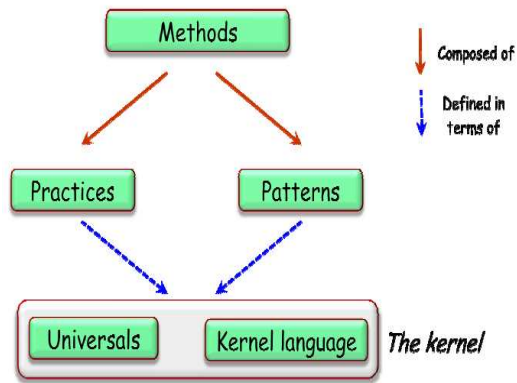 Methods
Composed of
Defined in
terms of
Practices
Patterns
Universals
Kernel language
The kernel